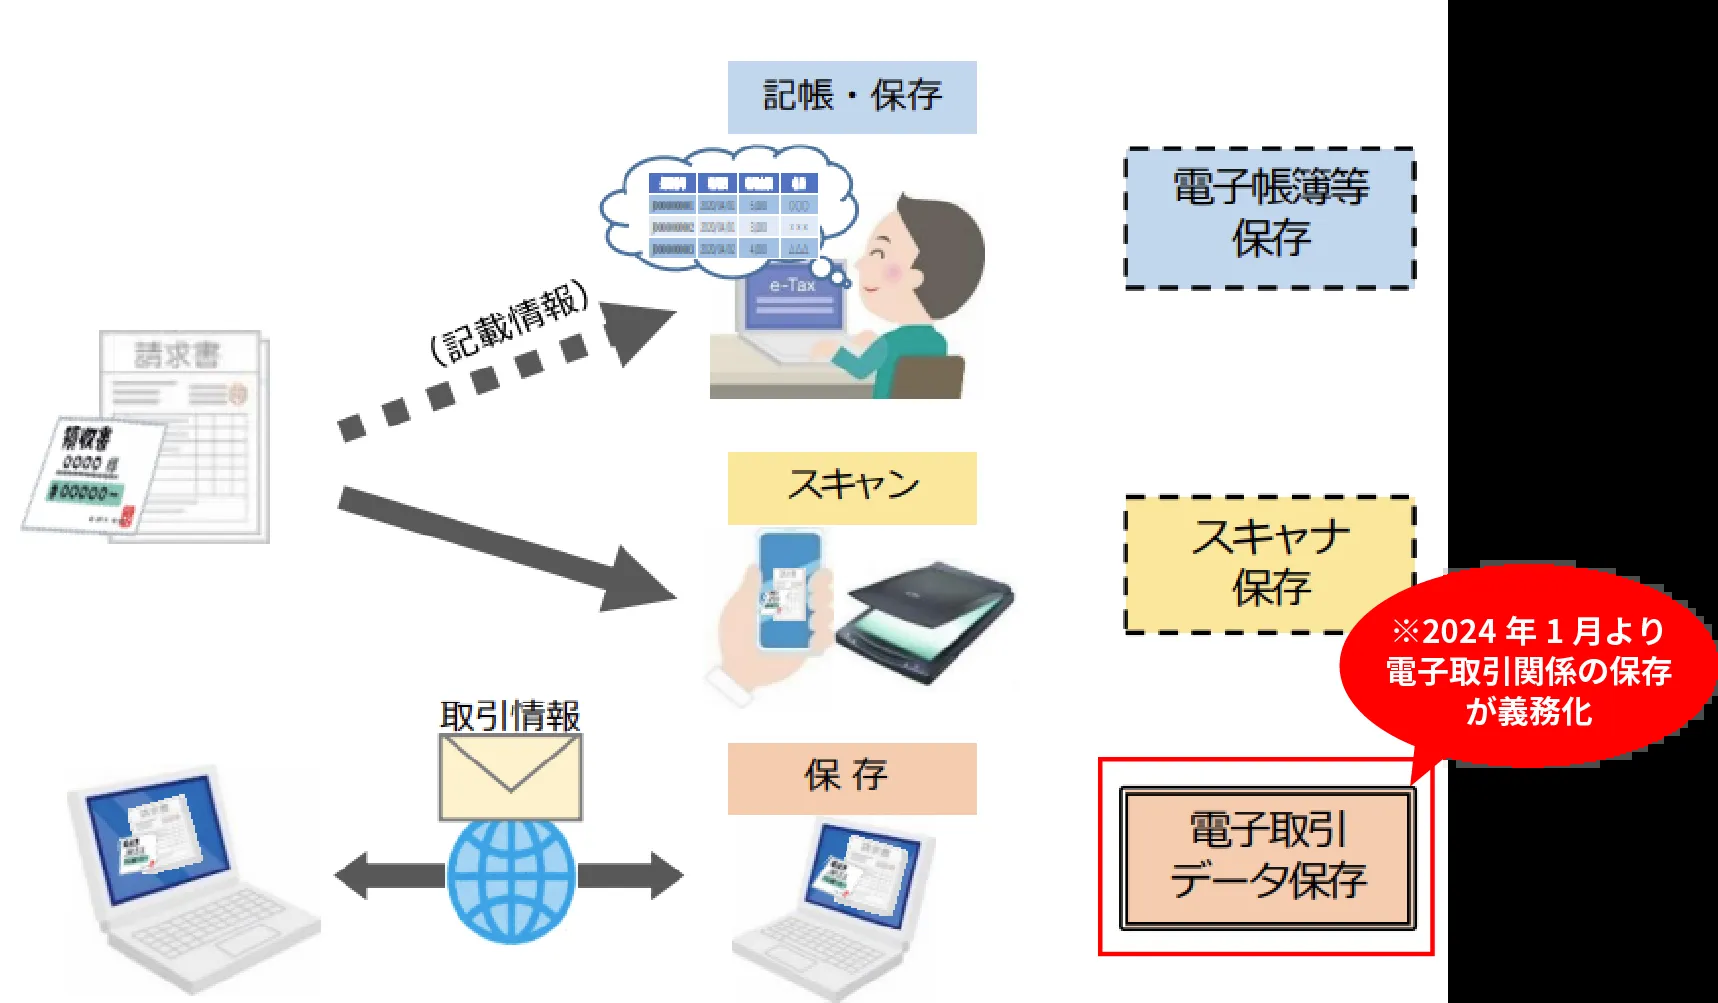 記帳・保存
電子帳簿等
保存
e-Tax
(記載情報)
請求書
領収書
スキャン
スキャナ
保存
※2024 年 1 月より
電子取引関係の保存
が義務化
取引情報
保 存
電子取引
データ保存